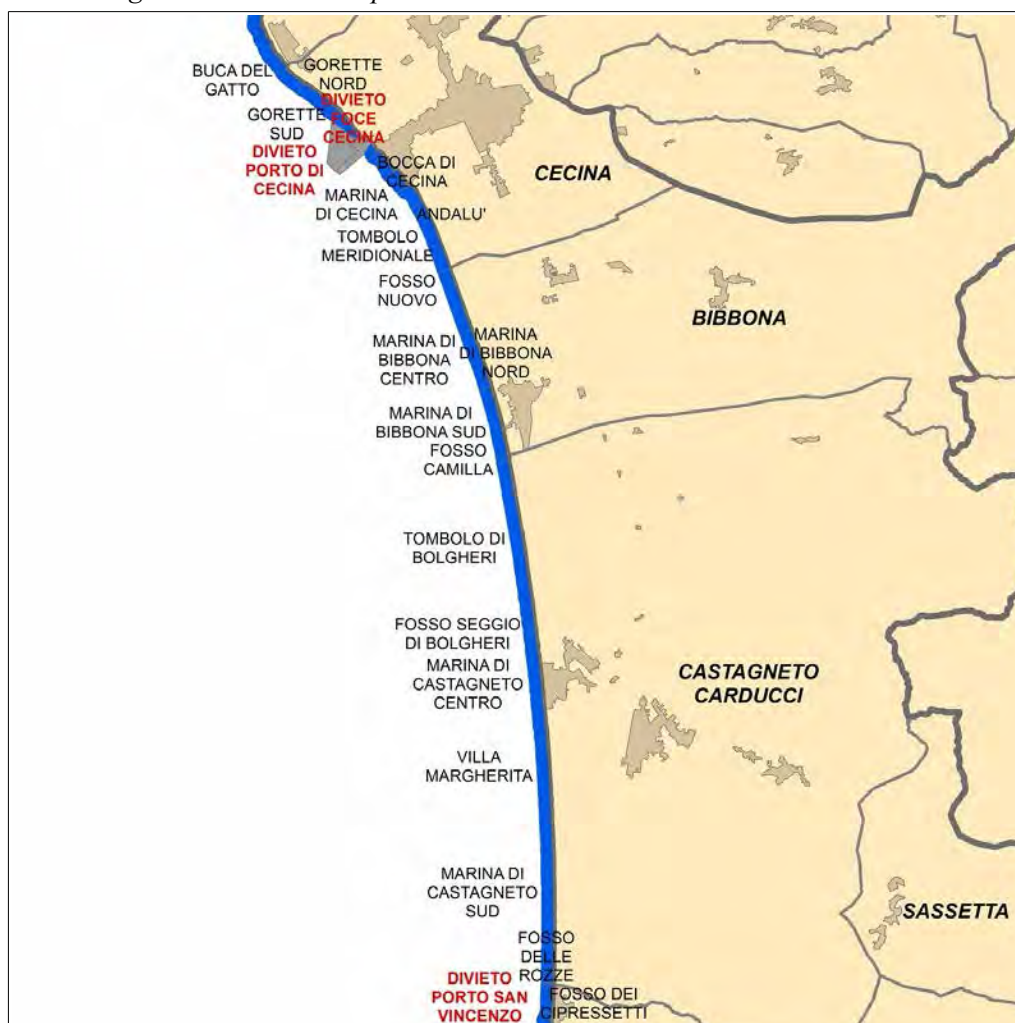 BUCA DEL
GATTO
GORETTE
NORD
DIVIETO
FOCE
CECINA
GORETTE
SUD
DIVIETO
PORTO DI
CECINA
BOCCA DI
CECINA
CECINA
MARINA
DI CECINA
ANDALU'
TOMBOLO
MERIDIONALE
FOSSO
NUOVO
BIBBONA
MARINA DI
BIBBONA
CENTRO
MARINA
DI BIBBONA
NORD
MARINA DI
BIBBONA SUD
FOSSO
CAMILLA
TOMBOLO DI
BOLGHERI
FOSSO SEGGIO
DI BOLGHERI
MARINA DI
CASTAGNETO
CENTRO
CASTAGNETO
CARDUCCI
VILLA
MARGHERITA
MARINA DI
CASTAGNETO
SUD
SASSETTA
FOSSO
DELLE
ROZZE
DIVIETO
PORTO SAN
VINCENZO
FOSSO DEI
CIPRESSETTI